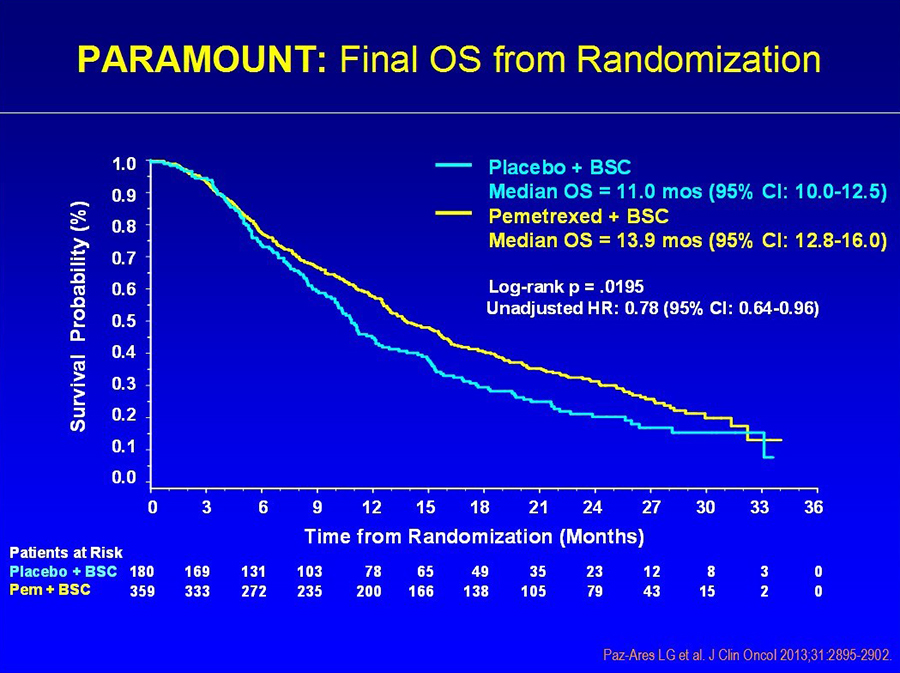 PARAMOUNT: Final OS from Randomization
Placebo + BSC
Median OS = 11.0 mos (95% CI: 10.0-12.5)
Pemetrexed + BSC
Median OS = 13.9 mos (95% CI: 12.8-16.0)
Log-rank p = .0195
Unadjusted HR: 0.78 (95% CI: 0.64-0.96)
Survival Probability (%)
1.0
0.9
0.8
0.7
0.6
0.5
0.4
0.3
0.2
0.1
0.0
0 3 6 9 12 15 18 21 24 27 30 33 36
Time from Randomization (Months)
Patients at Risk
Placebo + BSC 180 169 131 103 78 65 49 35 23 12 8 3 0
Pem + BSC 359 333 272 235 200 166 138 105 79 43 15 2 0
Paz-Ares LG et al. J Clin Oncol 2013;31:2895-2902.